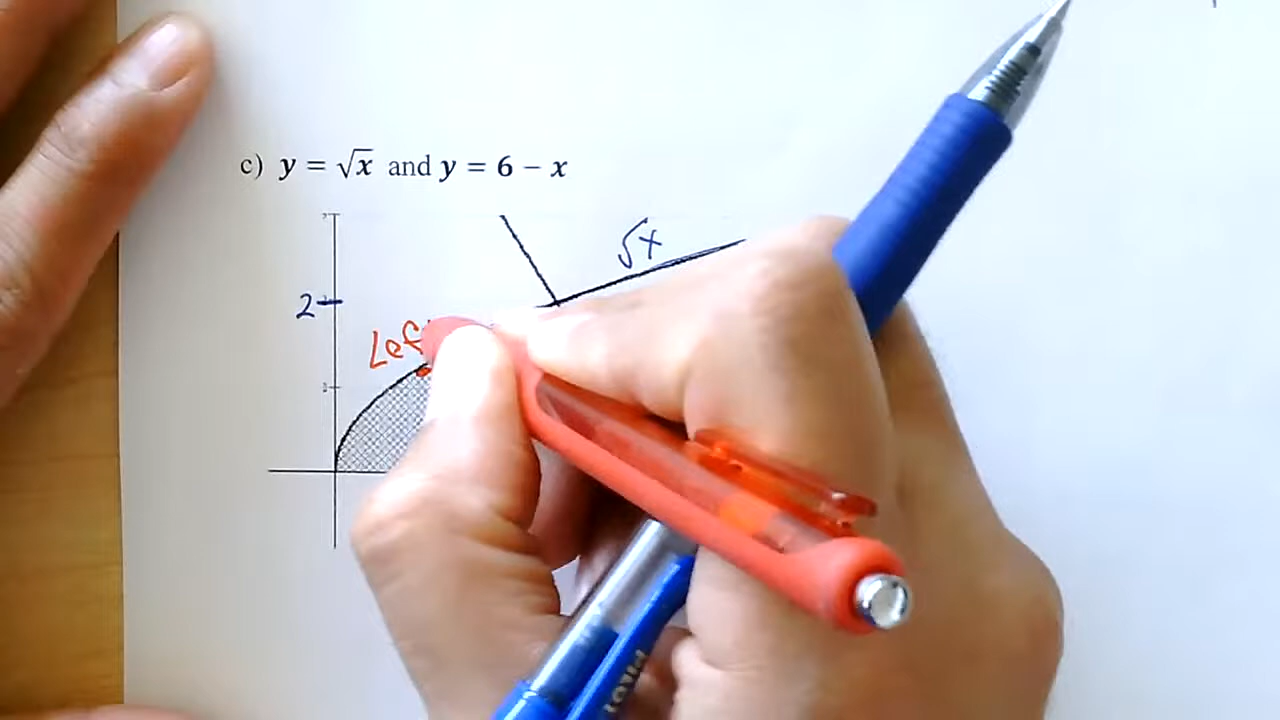 c) y = √x and y = 6 − x
√x
2
Lef
PILOT